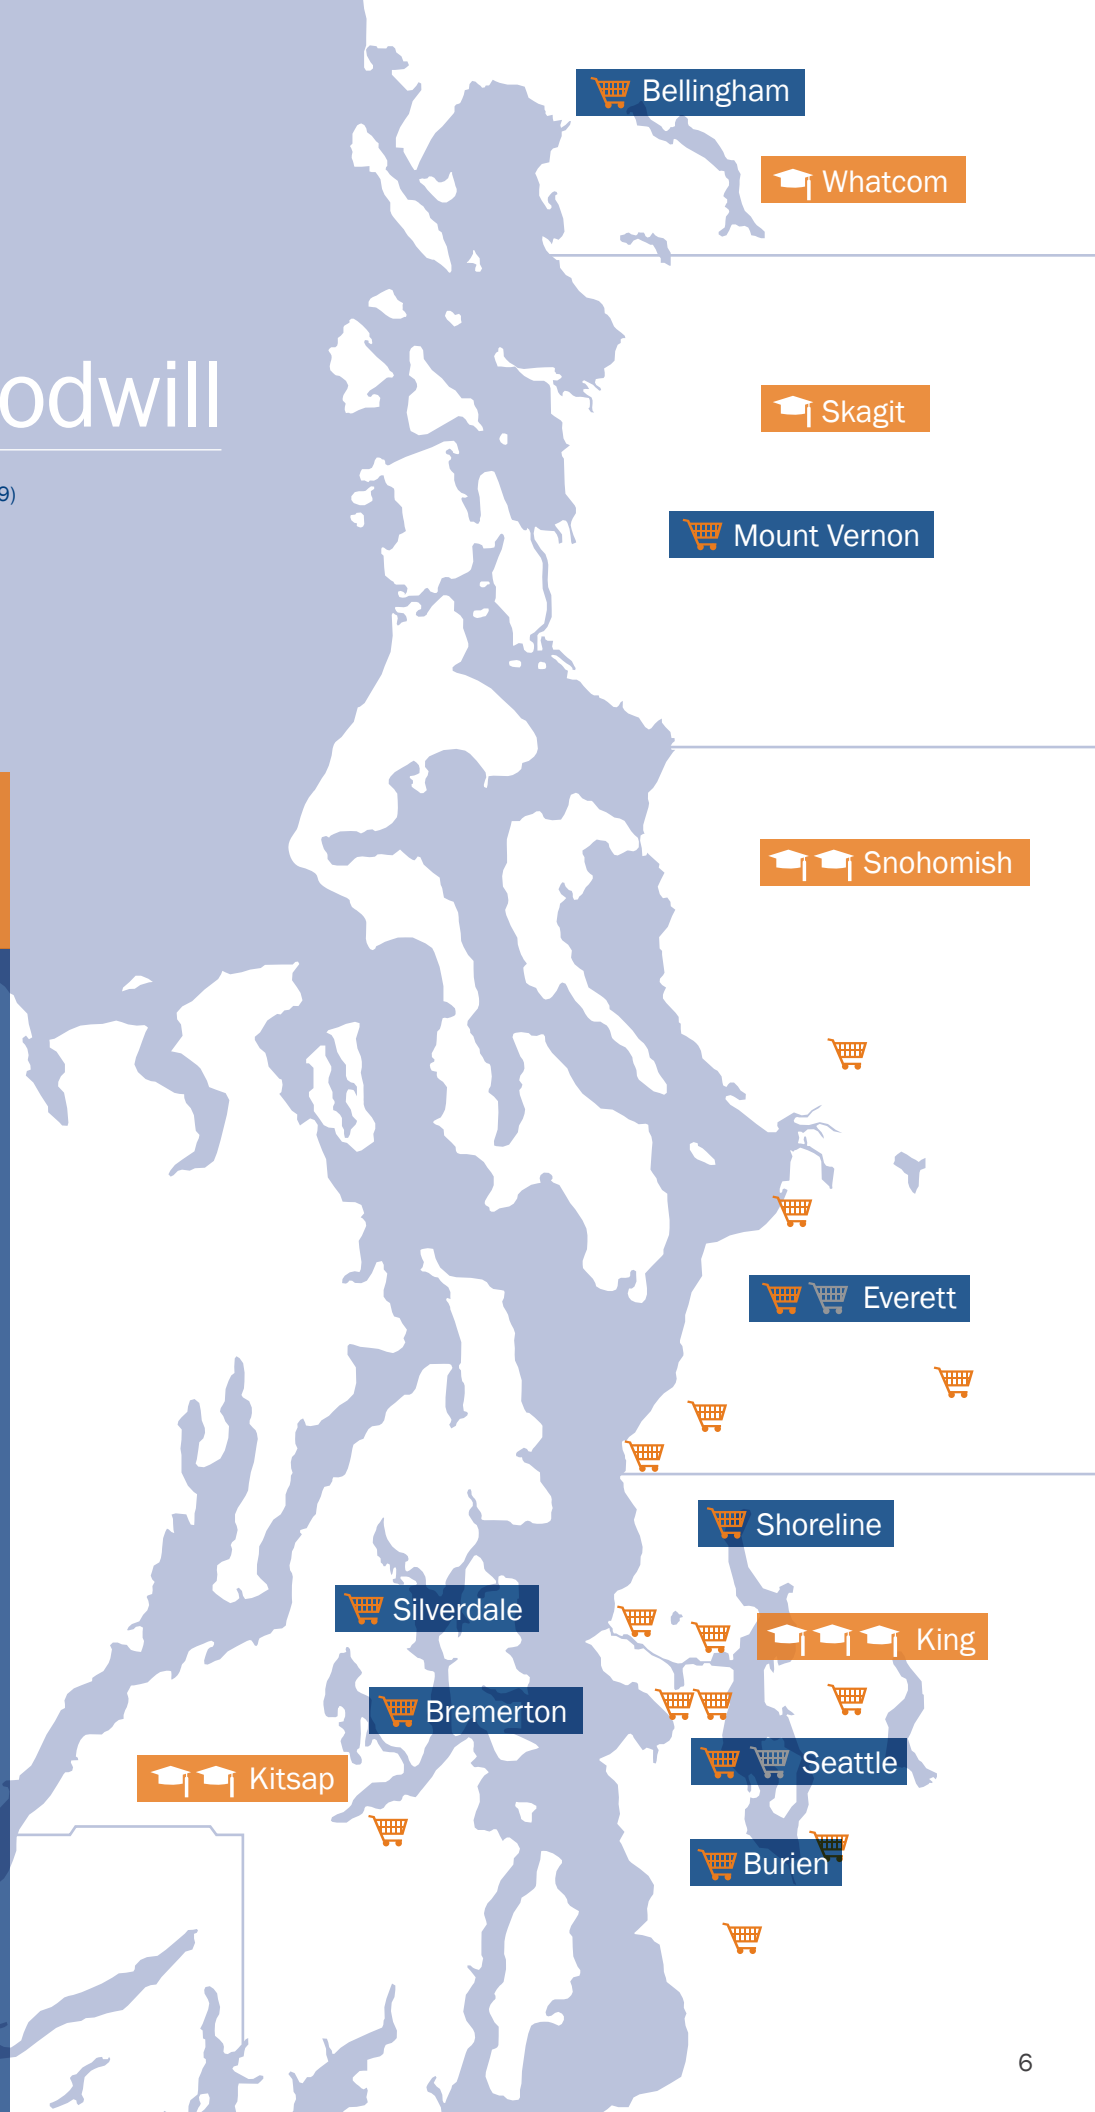 Bellingham
Whatcom
odwill
Skagit
9)
Mount Vernon
Snohomish
Everett
Shoreline
Silverdale
King
Bremerton
Seattle
Kitsap
Burien
6